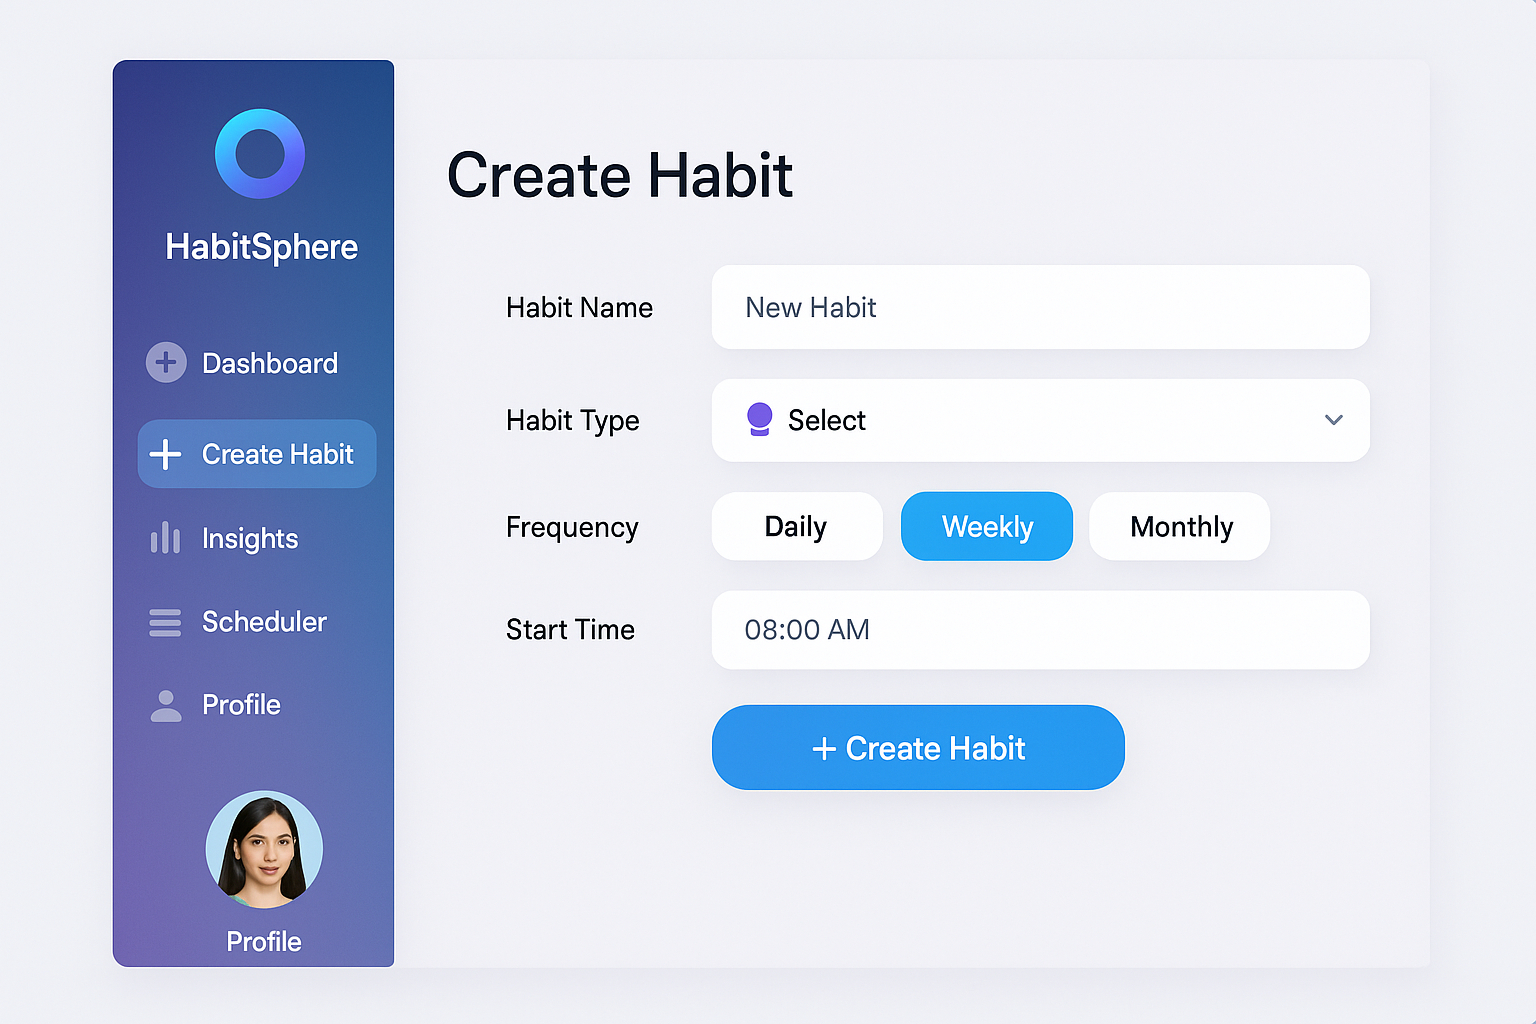 HabitSphere
Dashboard
Create Habit
Insights
Scheduler
Profile
Profile
Create Habit
Habit Name
New Habit
Habit Type
Select
Frequency
Daily
Weekly
Monthly
Start Time
08:00 AM
+ Create Habit